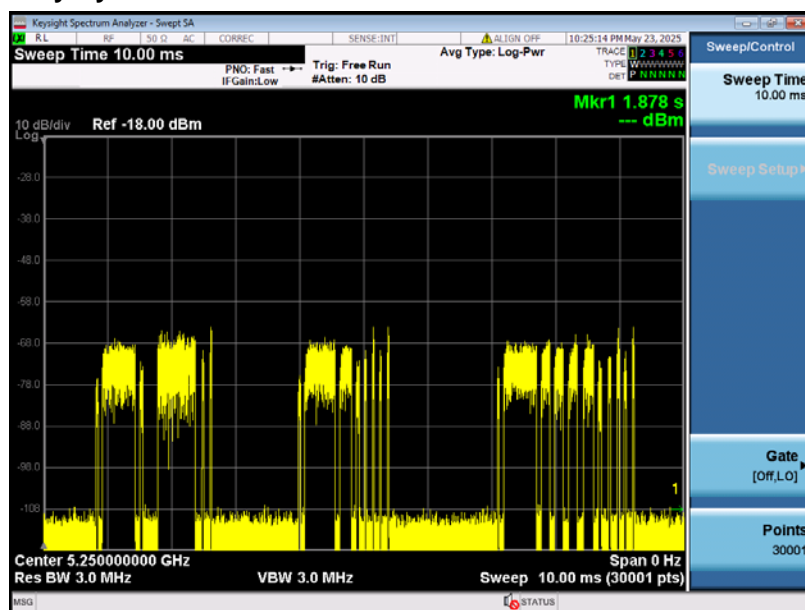 Keysight Spectrum Analyzer - Swept SA
RL RF 50 Ω AC CORREC SENSE:INT ALIGN OFF 10:25:14 PM May 23, 2025
Sweep Time 10.00 ms
PNO: Fast
IFGain:Low
Trig: Free Run
#Atten: 10 dB
Avg Type: Log-Pwr
TRACE 1 2 3 4 5 6
TYPE WWWWWW
DET P N N N N N
Mkr1 1.878 s
--- dBm
10 dB/div Ref -18.00 dBm
Log
-28.0
-38.0
-48.0
-58.0
-68.0
-78.0
-88.0
-98.0
-108
1
Center 5.250000000 GHz Span 0 Hz
Res BW 3.0 MHz VBW 3.0 MHz Sweep 10.00 ms (30001 pts)
MSG STATUS
Sweep/Control
Sweep Time
10.00 ms
Sweep Setup
Gate
[Off,LO]
Points
30001